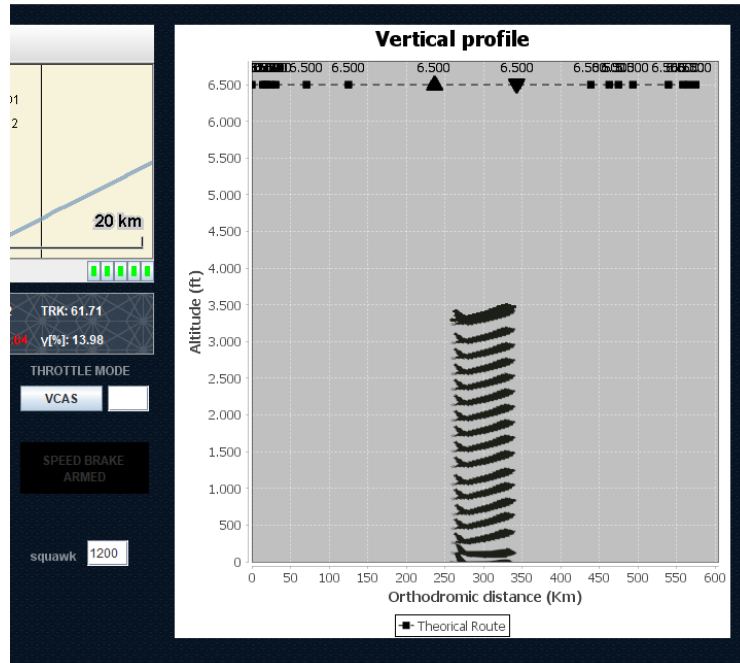 Vertical profile
6.500 6.500 6.500 6.500
6.500
6.000
5.500
5.000
4.500
4.000
3.500
3.000
2.500
2.000
1.500
1.000
500
0
Altitude (ft)
0 50 100 150 200 250 300 350 400 450 500 550 600
Orthodromic distance (Km)
Theorical Route
20 km
TRK: 61.71
γ[%]: 13.98
THROTTLE MODE
VCAS
SPEED BRAKE
ARMED
squawk 1200